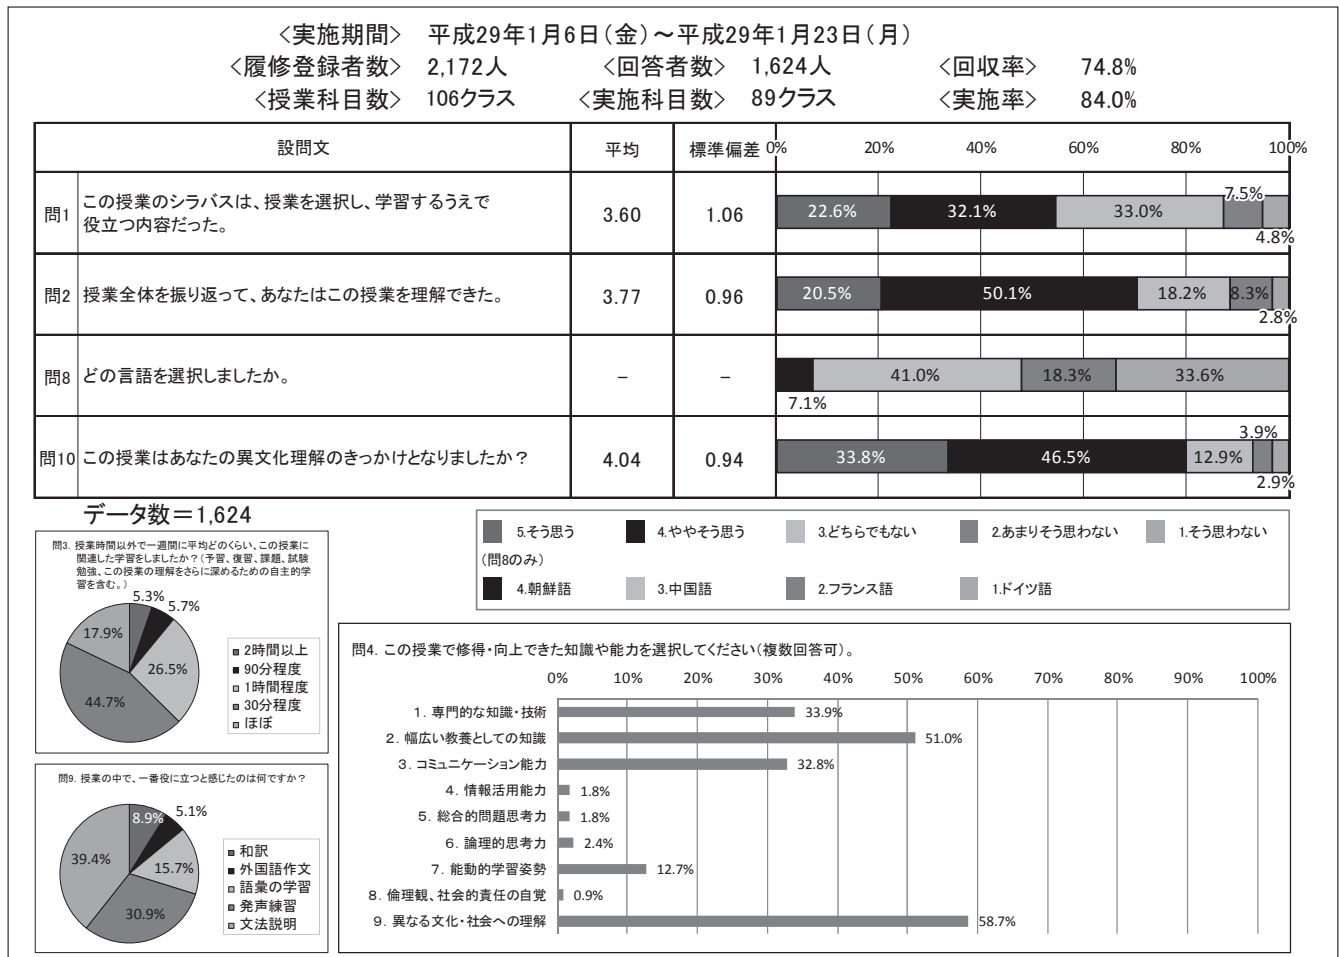 〈実施期間〉 平成29年1月6日(金)～平成29年1月23日(月)
〈履修登録者数〉 2,172人 〈回答者数〉 1,624人 〈回収率〉 74.8%
〈授業科目数〉 106クラス 〈実施科目数〉 89クラス 〈実施率〉 84.0%
設問文 平均 標準偏差 0% 20% 40% 60% 80% 100%
問1 この授業のシラバスは、授業を選択し、学習するうえで
役立つ内容だった。
3.60 1.06 22.6% 32.1% 33.0% 7.5% 4.8%
問2 授業全体を振り返って、あなたはこの授業を理解できた。 3.77 0.96 20.5% 50.1% 18.2% 8.3% 2.8%
問8 どの言語を選択しましたか。 － － 7.1% 41.0% 18.3% 33.6%
問10 この授業はあなたの異文化理解のきっかけとなりましたか？ 4.04 0.94 33.8% 46.5% 12.9% 3.9% 2.9%
データ数＝1,624
5.そう思う 4.ややそう思う 3.どちらでもない 2.あまりそう思わない 1.そう思わない
(問8のみ)
4.朝鮮語 3.中国語 2.フランス語 1.ドイツ語
問3. 授業時間以外で一週間に平均どのくらい、この授業に
関連した学習をしましたか？(予習、復習、課題、試験
勉強、この授業の理解をさらに深めるための自主的学
習を含む。)
5.3%
5.7%
26.5%
44.7%
17.9%
2時間以上
90分程度
1時間程度
30分程度
ほぼ
問9. 授業の中で、一番役に立つと感じたのは何ですか？
8.9%
5.1%
15.7%
30.9%
39.4%
和訳
外国語作文
語彙の学習
発声練習
文法説明
問4. この授業で修得・向上できた知識や能力を選択してください(複数回答可)。
0% 10% 20% 30% 40% 50% 60% 70% 80% 90% 100%
1. 専門的な知識・技術 33.9%
2. 幅広い教養としての知識 51.0%
3. コミュニケーション能力 32.8%
4. 情報活用能力 1.8%
5. 総合的問題思考力 1.8%
6. 論理的思考力 2.4%
7. 能動的学習姿勢 12.7%
8. 倫理観、社会的責任の自覚 0.9%
9. 異なる文化・社会への理解 58.7%